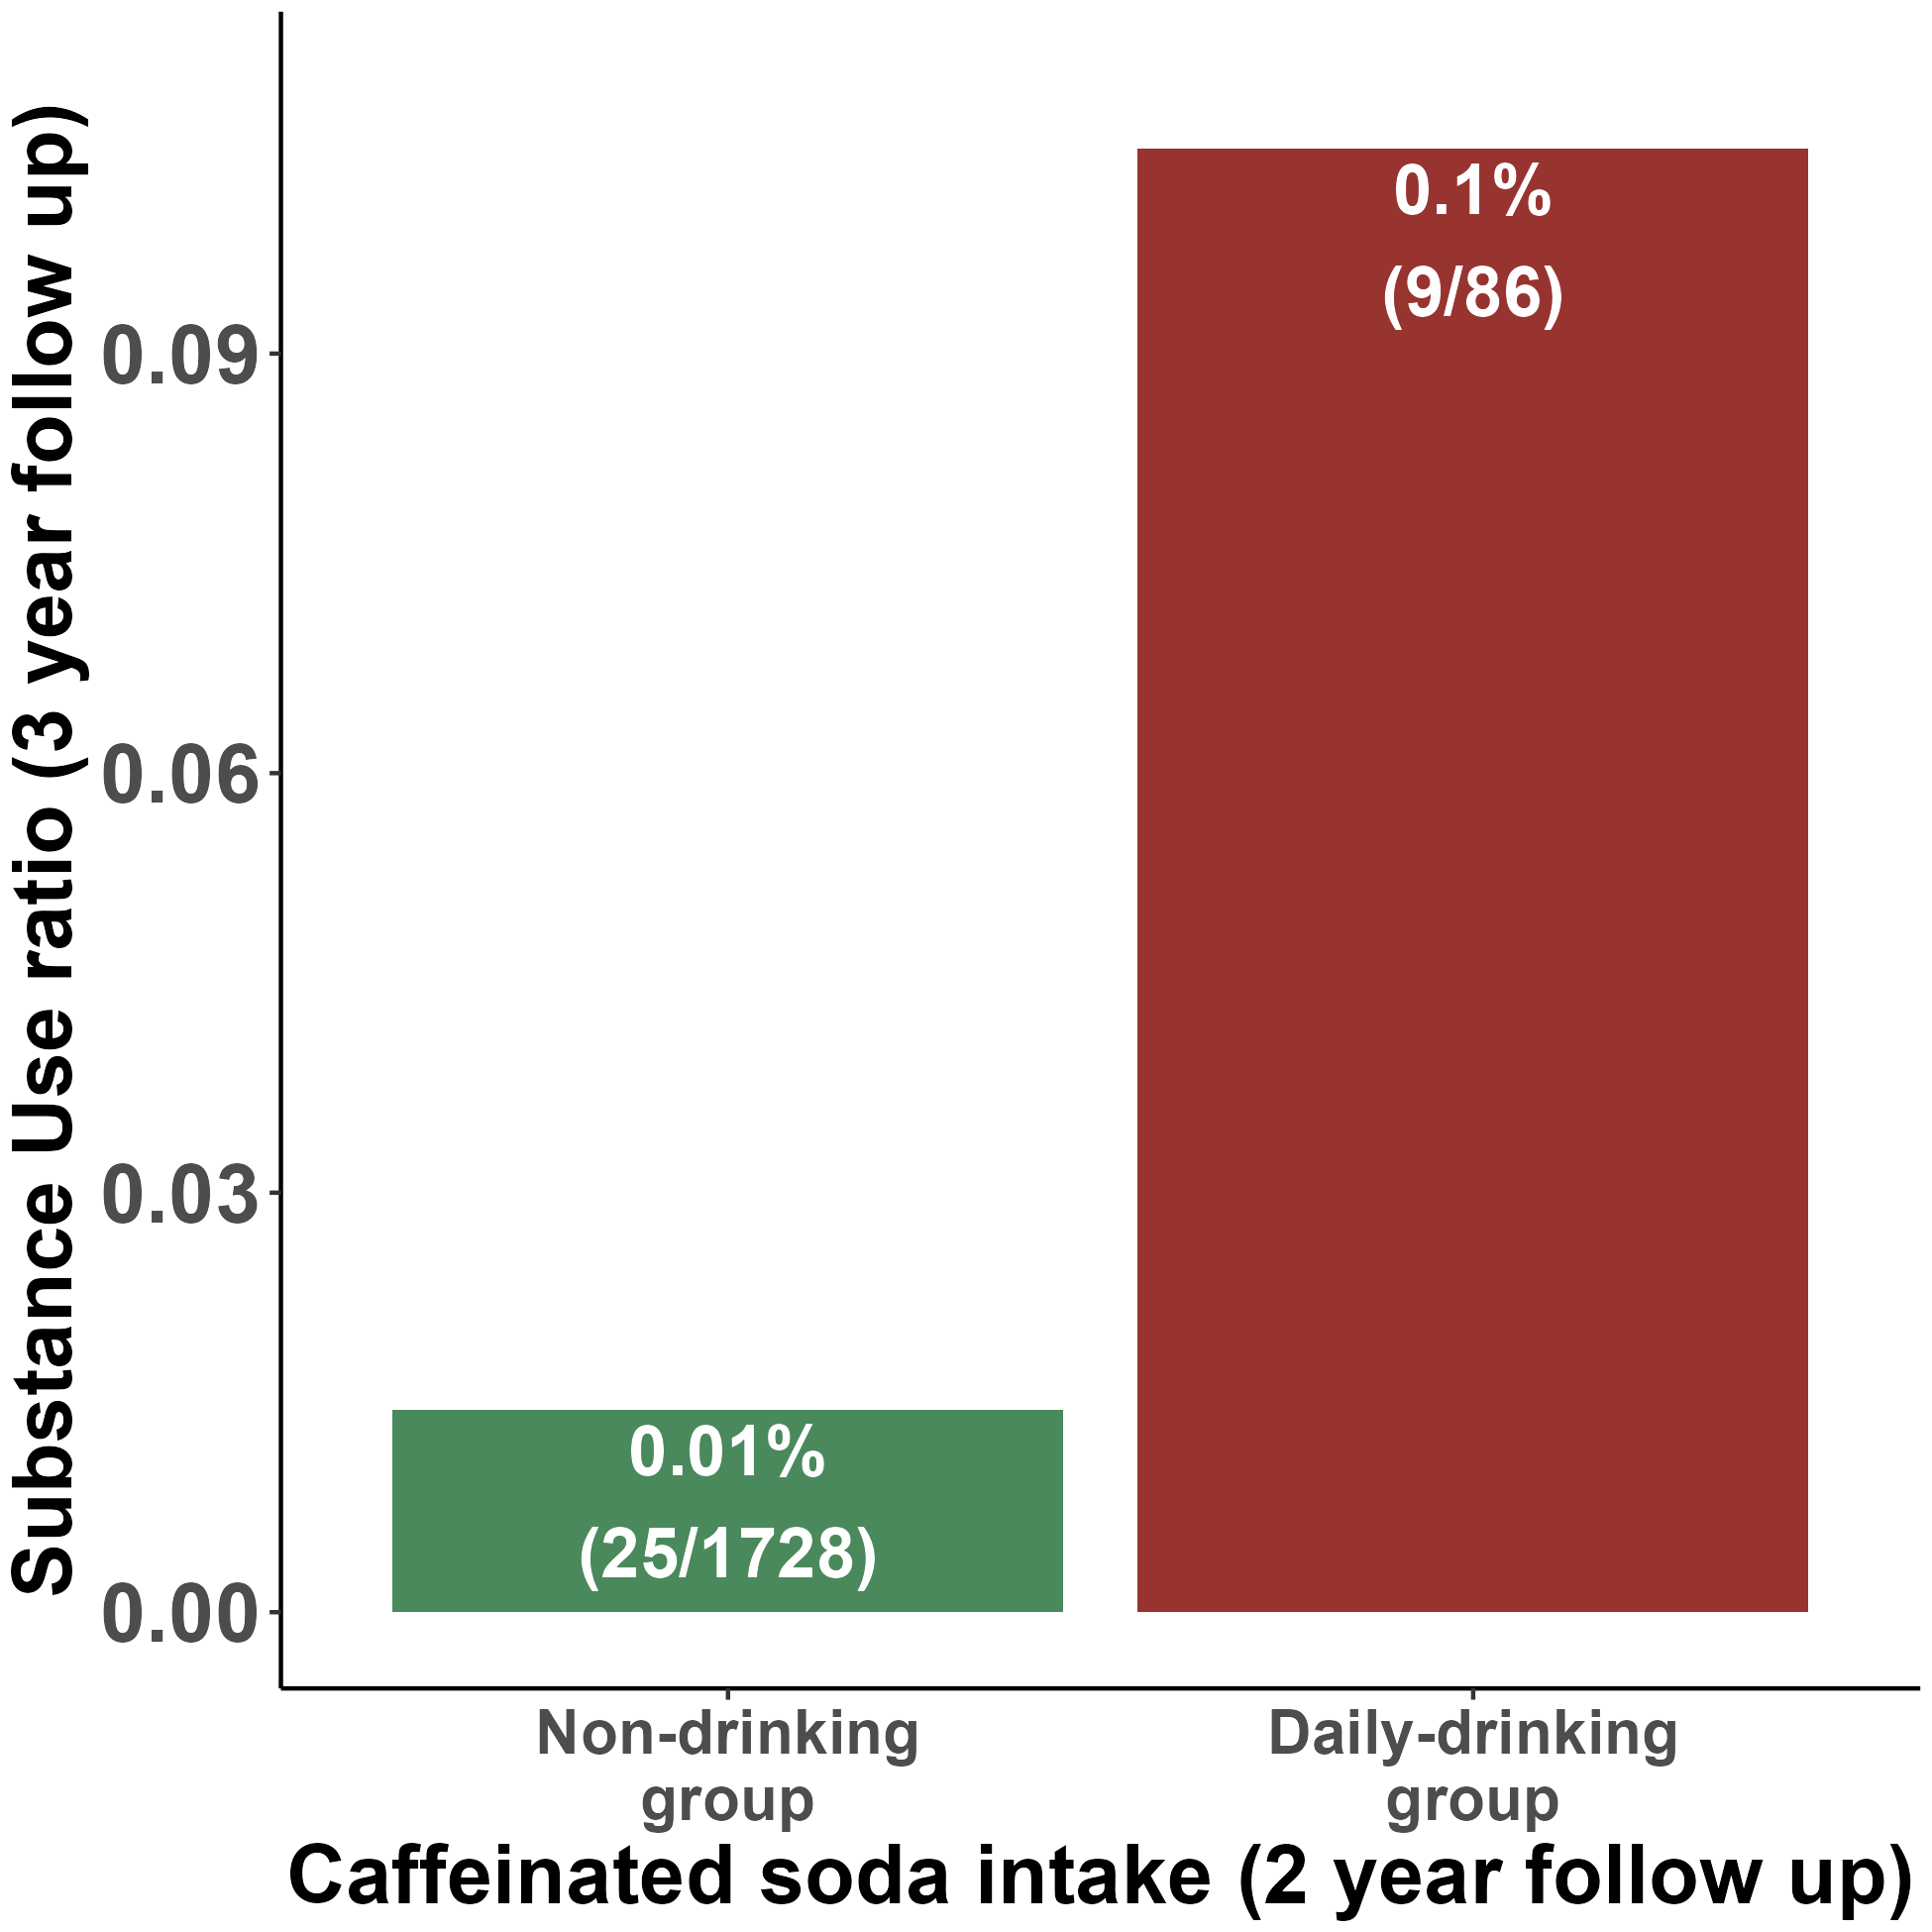 Substance Use ratio (3 year follow up)
0.09
0.06
0.03
0.00
0.1%
(9/86)
0.01%
(25/1728)
Non-drinking
group
Daily-drinking
group
Caffeinated soda intake (2 year follow up)